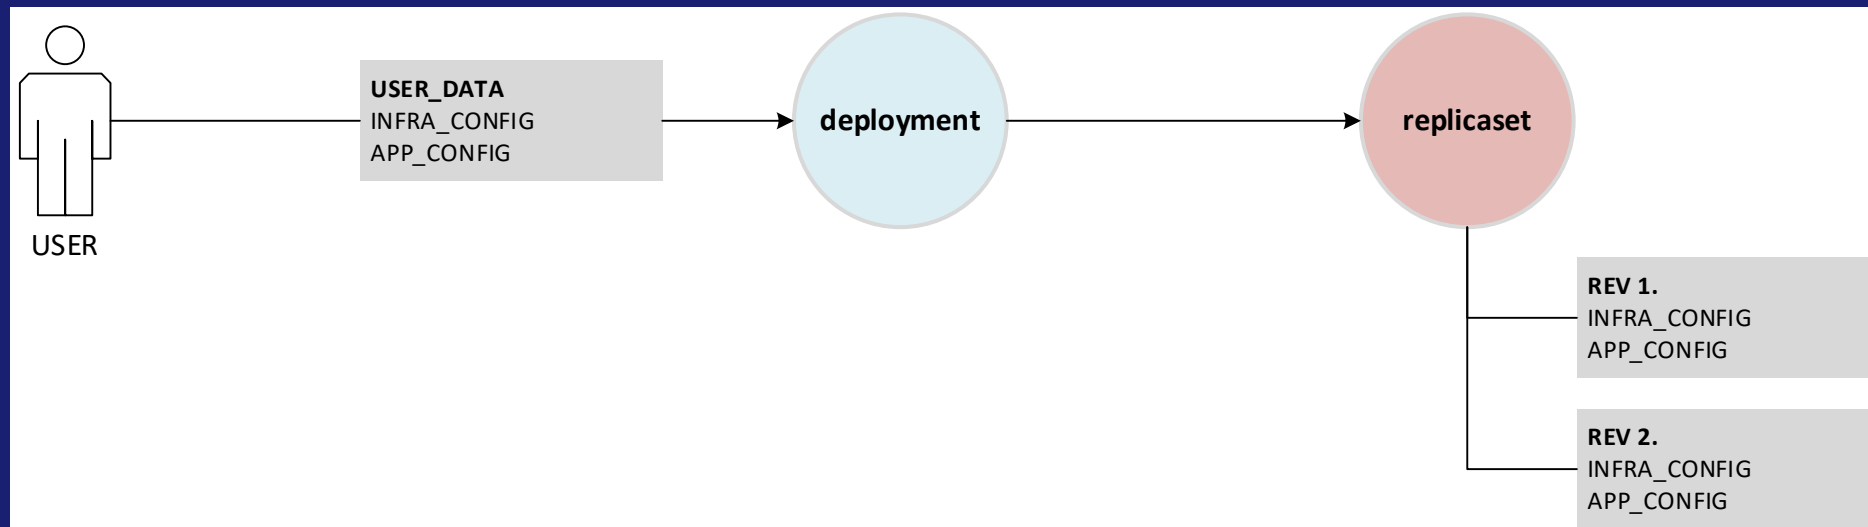 USER
USER_DATA
INFRA_CONFIG
APP_CONFIG
deployment
replicaset
REV 1.
INFRA_CONFIG
APP_CONFIG
REV 2.
INFRA_CONFIG
APP_CONFIG